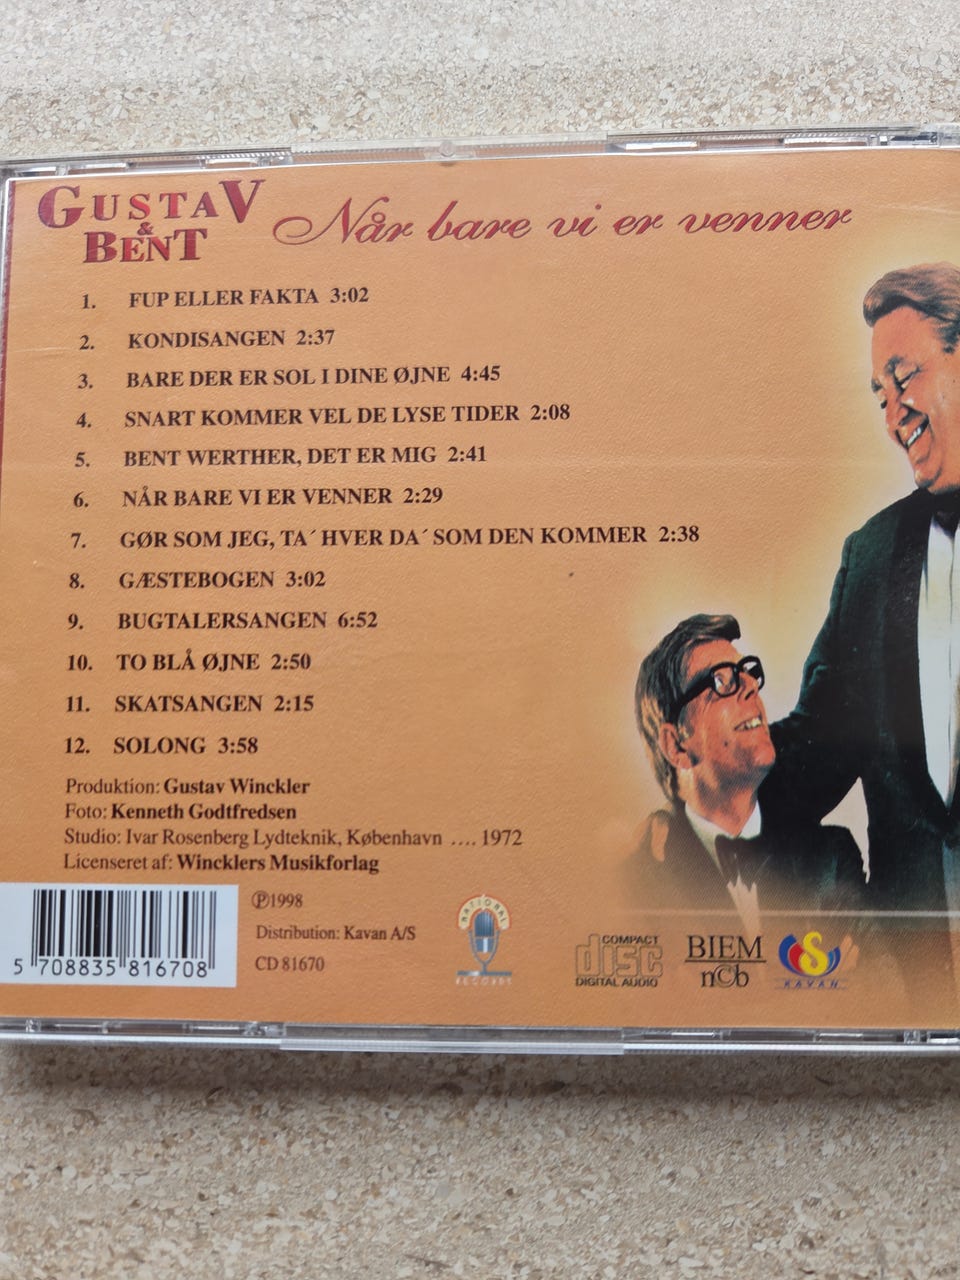 GUSTAV
&
BENT
Når bare vi er venner
1. FUP ELLER FAKTA 3:02
2. KONDISANGEN 2:37
3. BARE DER ER SOL I DINE ØJNE 4:45
4. SNART KOMMER VEL DE LYSE TIDER 2:08
5. BENT WERTHER, DET ER MIG 2:41
6. NÅR BARE VI ER VENNER 2:29
7. GØR SOM JEG, TA´ HVER DA´ SOM DEN KOMMER 2:38
8. GÆSTEBOGEN 3:02
9. BUGTALERSANGEN 6:52
10. TO BLÅ ØJNE 2:50
11. SKATSANGEN 2:15
12. SOLONG 3:58
Produktion: Gustav Winckler
Foto: Kenneth Godtfredsen
Studio: Ivar Rosenberg Lydteknik, København .... 1972
Licenseret af: Wincklers Musikforlag
5 708835 816708
℗1998
Distribution: Kavan A/S
CD 81670
NATIONAL
RECORDS
COMPACT
disc
DIGITAL AUDIO
BIEM
n©b
S
KAVAN